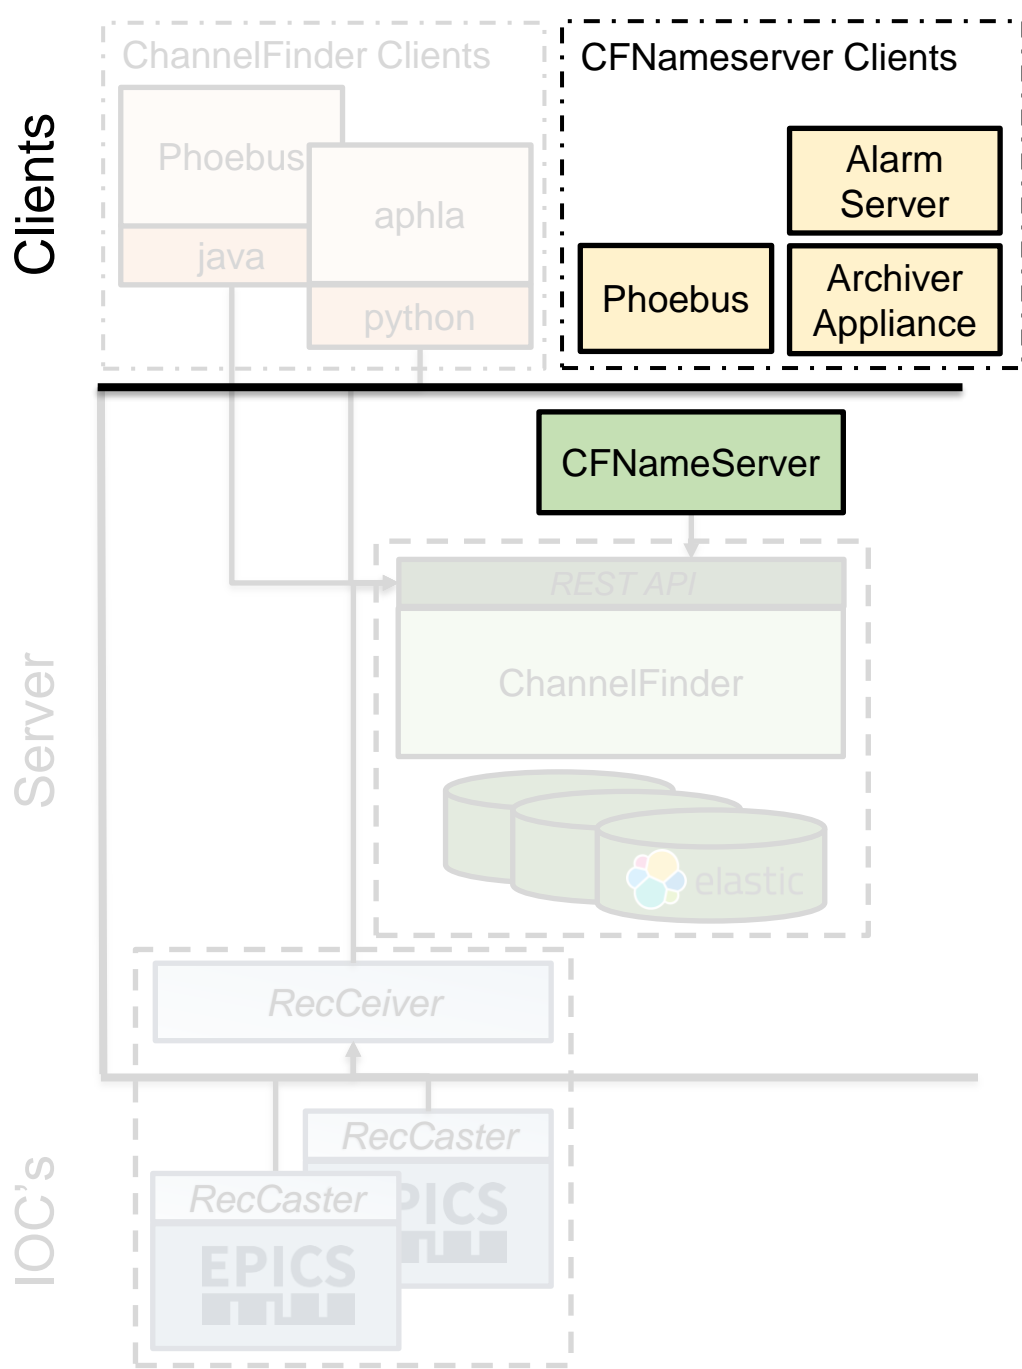 Clients
ChannelFinder Clients
Phoebus
java
aphla
python
CFNameserver Clients
Alarm
Server
Phoebus
Archiver
Appliance
CFNameServer
Server
REST API
ChannelFinder
elastic
RecCeiver
IOC's
RecCaster
PICS
RecCaster
EPICS